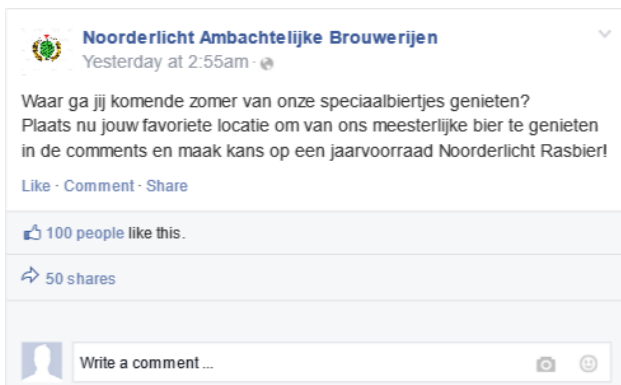 Noorderlicht Ambachtelijke Brouwerijen
Yesterday at 2:55am ·
Waar ga jij komende zomer van onze speciaalbiertjes genieten?
Plaats nu jouw favoriete locatie om van ons meesterlijke bier te genieten
in de comments en maak kans op een jaarvoorraad Noorderlicht Rasbier!
Like · Comment · Share
100 people like this.
50 shares
Write a comment ...